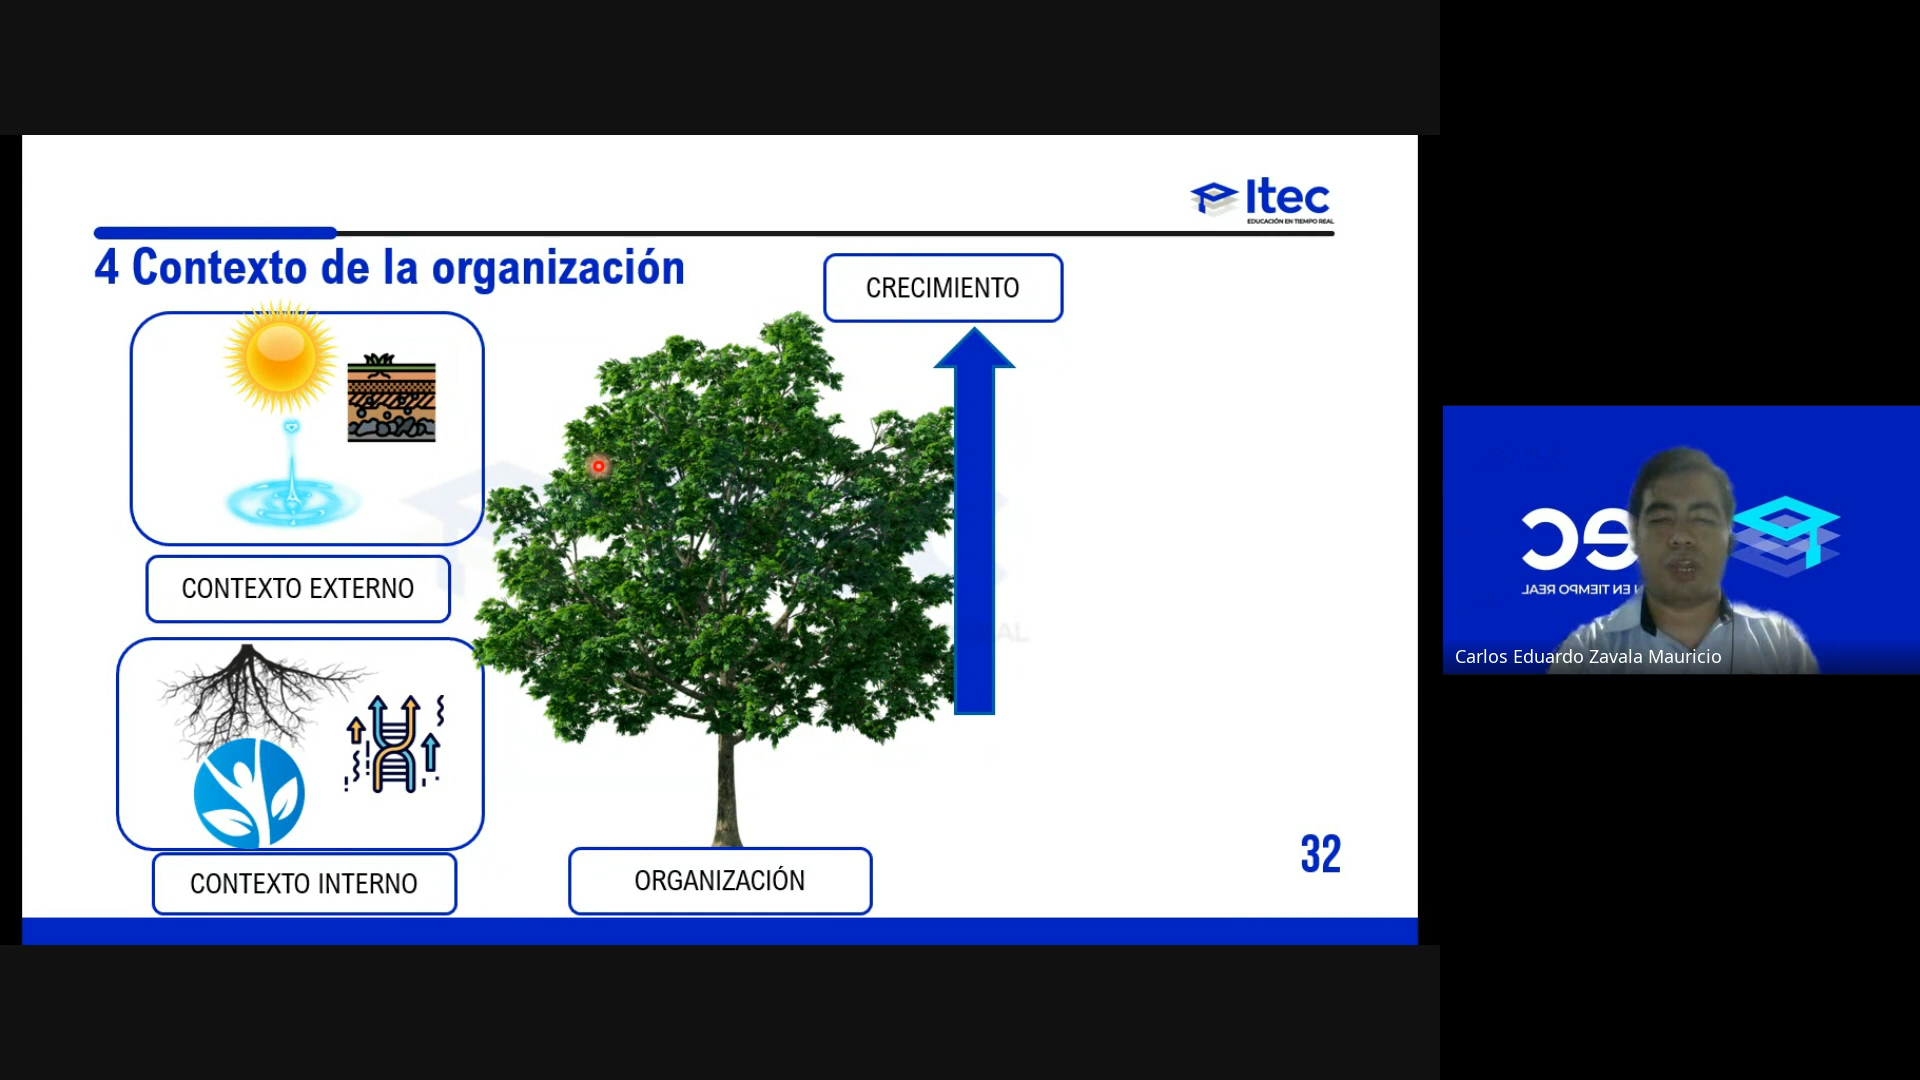 Itec
EDUCACIÓN EN TIEMPO REAL
4 Contexto de la organización
CRECIMIENTO
CONTEXTO EXTERNO
CONTEXTO INTERNO
ORGANIZACIÓN
32
Carlos Eduardo Zavala Mauricio